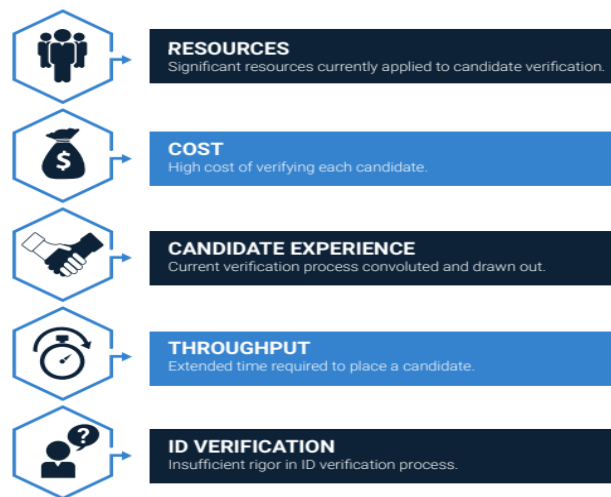 RESOURCES
Significant resources currently applied to candidate verification.
$
COST
High cost of verifying each candidate.
CANDIDATE EXPERIENCE
Current verification process convoluted and drawn out.
THROUGHPUT
Extended time required to place a candidate.
?
ID VERIFICATION
Insufficient rigor in ID verification process.